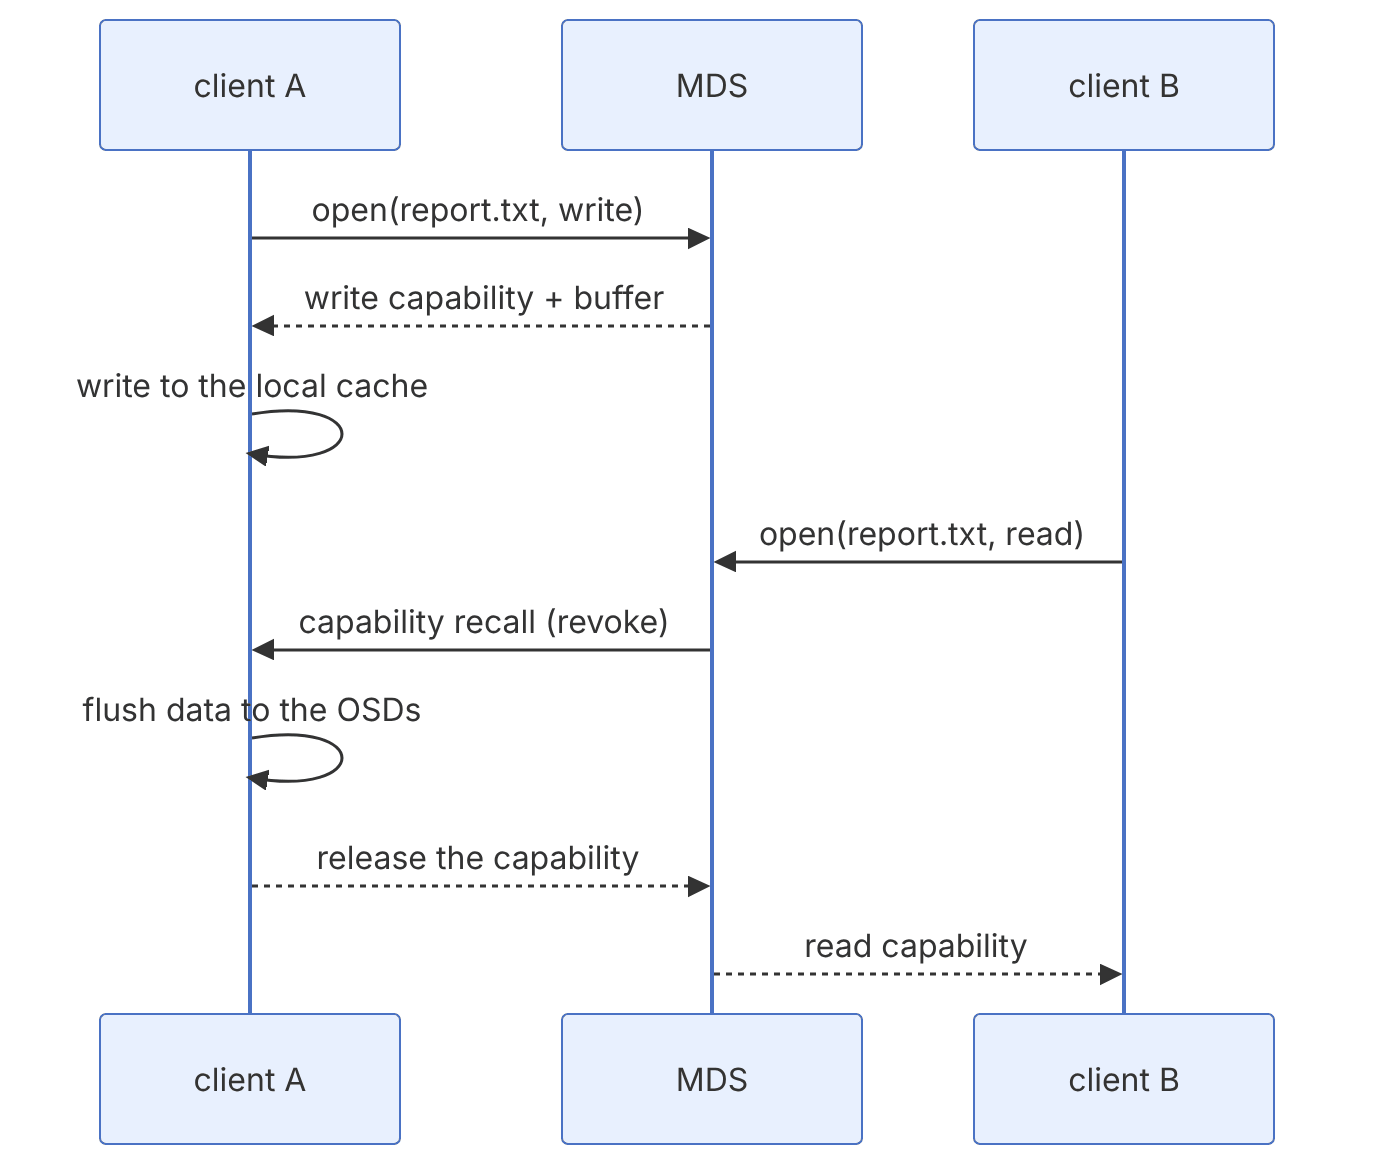 client A
MDS
client B
open(report.txt, write)
write capability + buffer
write to the local cache
open(report.txt, read)
capability recall (revoke)
flush data to the OSDs
release the capability
read capability
client A
MDS
client B